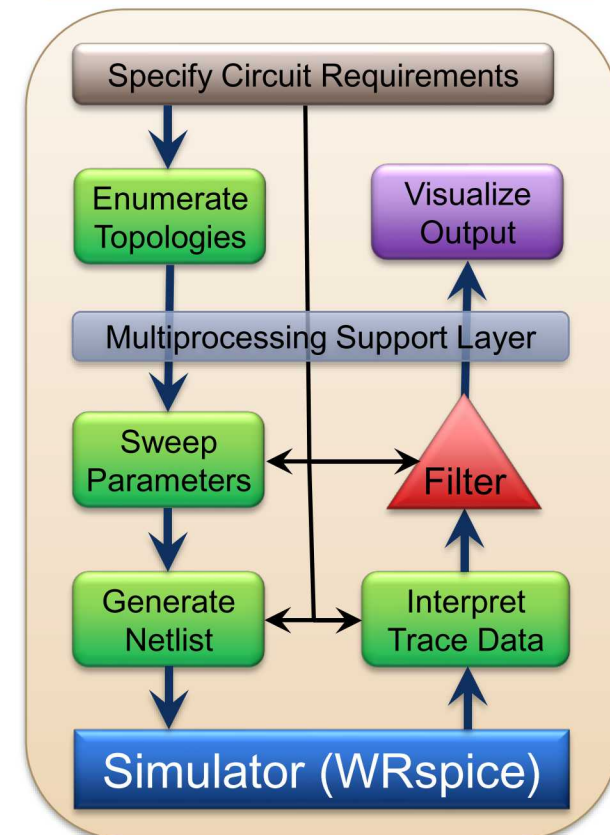 Specify Circuit Requirements
Enumerate
Topologies
Visualize
Output
Multiprocessing Support Layer
Sweep
Parameters
Filter
Generate
Netlist
Interpret
Trace Data
Simulator (WRspice)